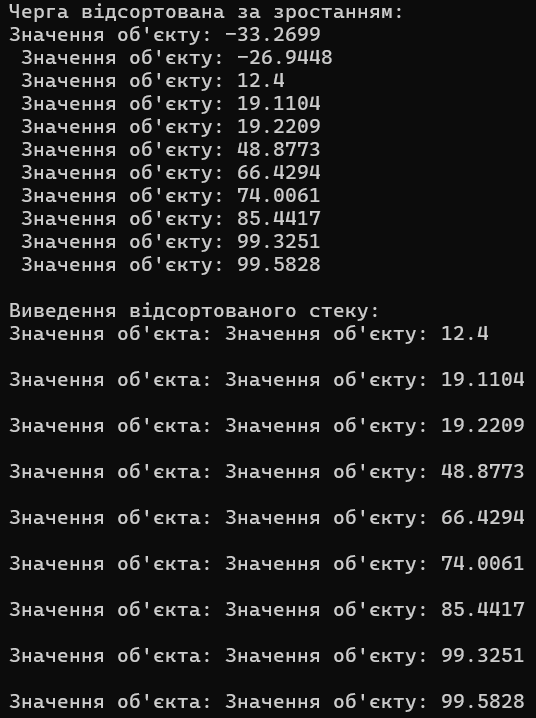 Черга відсортована за зростанням:
Значення об'єкту: -33.2699
Значення об'єкту: -26.9448
Значення об'єкту: 12.4
Значення об'єкту: 19.1104
Значення об'єкту: 19.2209
Значення об'єкту: 48.8773
Значення об'єкту: 66.4294
Значення об'єкту: 74.0061
Значення об'єкту: 85.4417
Значення об'єкту: 99.3251
Значення об'єкту: 99.5828
Виведення відсортованого стеку:
Значення об'єкта: Значення об'єкту: 12.4
Значення об'єкта: Значення об'єкту: 19.1104
Значення об'єкта: Значення об'єкту: 19.2209
Значення об'єкта: Значення об'єкту: 48.8773
Значення об'єкта: Значення об'єкту: 66.4294
Значення об'єкта: Значення об'єкту: 74.0061
Значення об'єкта: Значення об'єкту: 85.4417
Значення об'єкта: Значення об'єкту: 99.3251
Значення об'єкта: Значення об'єкту: 99.5828